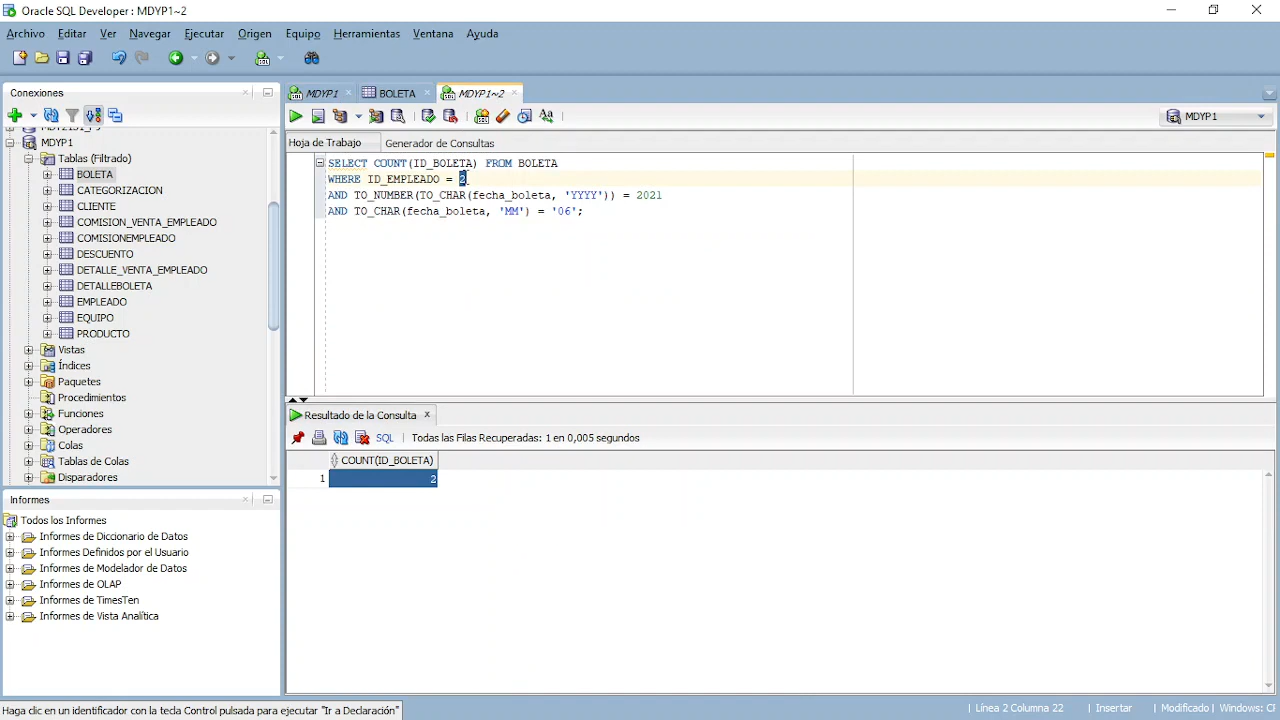 Oracle SQL Developer : MDYP1~2
Archivo Editar Ver Navegar Ejecutar Origen Equipo Herramientas Ventana Ayuda
Conexiones
MDYP1 BOLETA MDYP1~2
MDYP1
MDYP1
Tablas (Filtrado)
BOLETA
CATEGORIZACION
CLIENTE
COMISION_VENTA_EMPLEADO
COMISIONEMPLEADO
DESCUENTO
DETALLE_VENTA_EMPLEADO
DETALLEBOLETA
EMPLEADO
EQUIPO
PRODUCTO
Vistas
Índices
Paquetes
Procedimientos
Funciones
Operadores
Colas
Tablas de Colas
Disparadores
Hoja de Trabajo Generador de Consultas
SELECT COUNT(ID_BOLETA) FROM BOLETA
WHERE ID_EMPLEADO = 2
AND TO_NUMBER(TO_CHAR(fecha_boleta, 'YYYY')) = 2021
AND TO_CHAR(fecha_boleta, 'MM') = '06';
Resultado de la Consulta
SQL Todas las Filas Recuperadas: 1 en 0,005 segundos
COUNT(ID_BOLETA)
1 2
Informes
Todos los Informes
Informes de Diccionario de Datos
Informes Definidos por el Usuario
Informes de Modelador de Datos
Informes de OLAP
Informes de TimesTen
Informes de Vista Analítica
Haga clic en un identificador con la tecla Control pulsada para ejecutar "Ir a Declaración"
Línea 2 Columna 22 Insertar Modificado Windows: CF